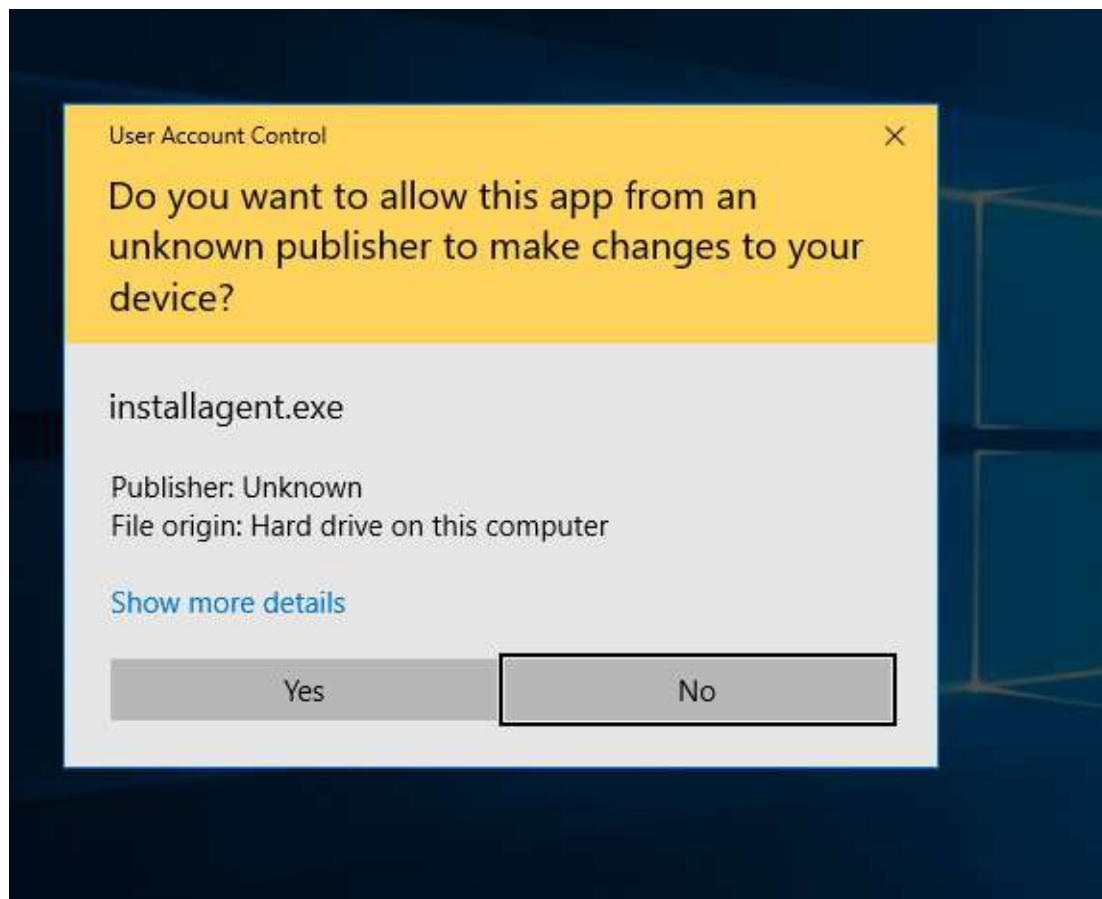 User Account Control
Do you want to allow this app from an
unknown publisher to make changes to your
device?
installagent.exe
Publisher: Unknown
File origin: Hard drive on this computer
Show more details
Yes
No